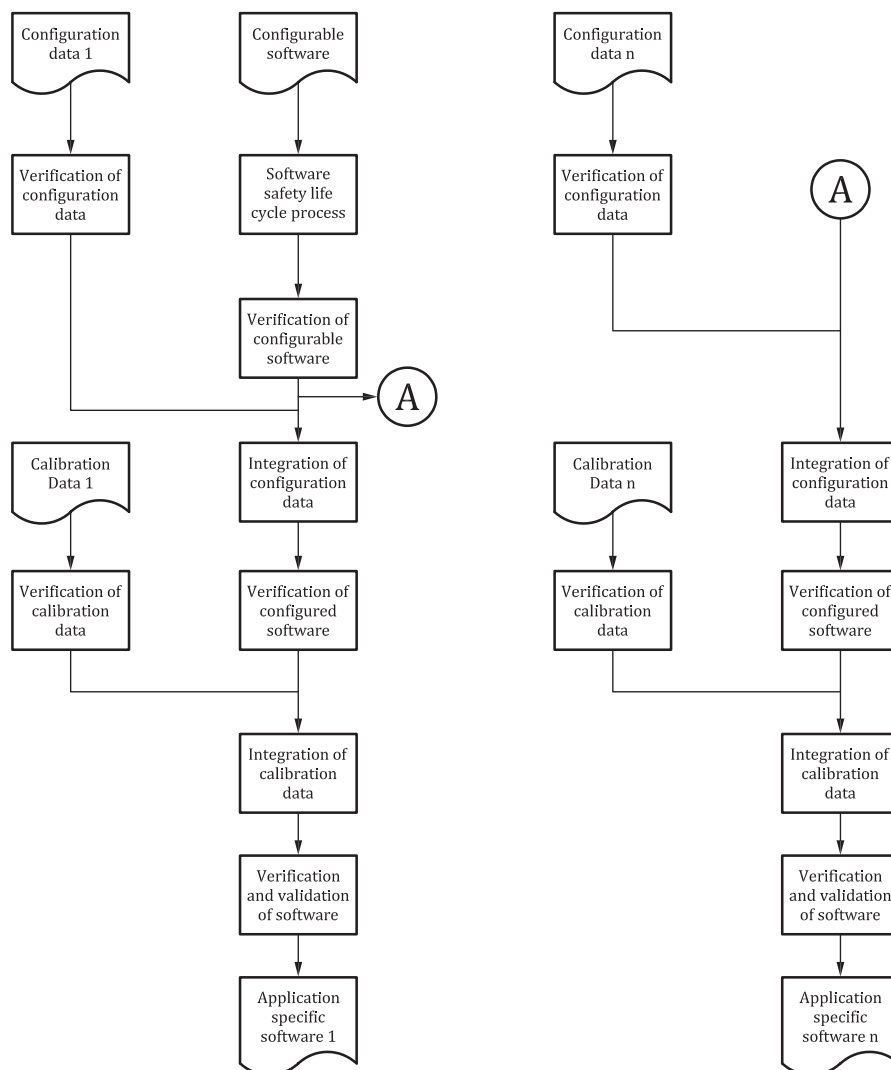 Configuration
data 1
Configurable
software
Configuration
data n
Verification of
configuration
data
Software
safety life
cycle process
Verification of
configuration
data
A
Verification of
configurable
software
A
Calibration
Data 1
Integration of
configuration
data
Calibration
Data n
Integration of
configuration
data
Verification of
calibration
data
Verification of
configured
software
Verification of
calibration
data
Verification of
configured
software
Integration of
calibration
data
Integration of
calibration
data
Verification
and validation
of software
Verification
and validation
of software
Application
specific
software 1
Application
specific
software n